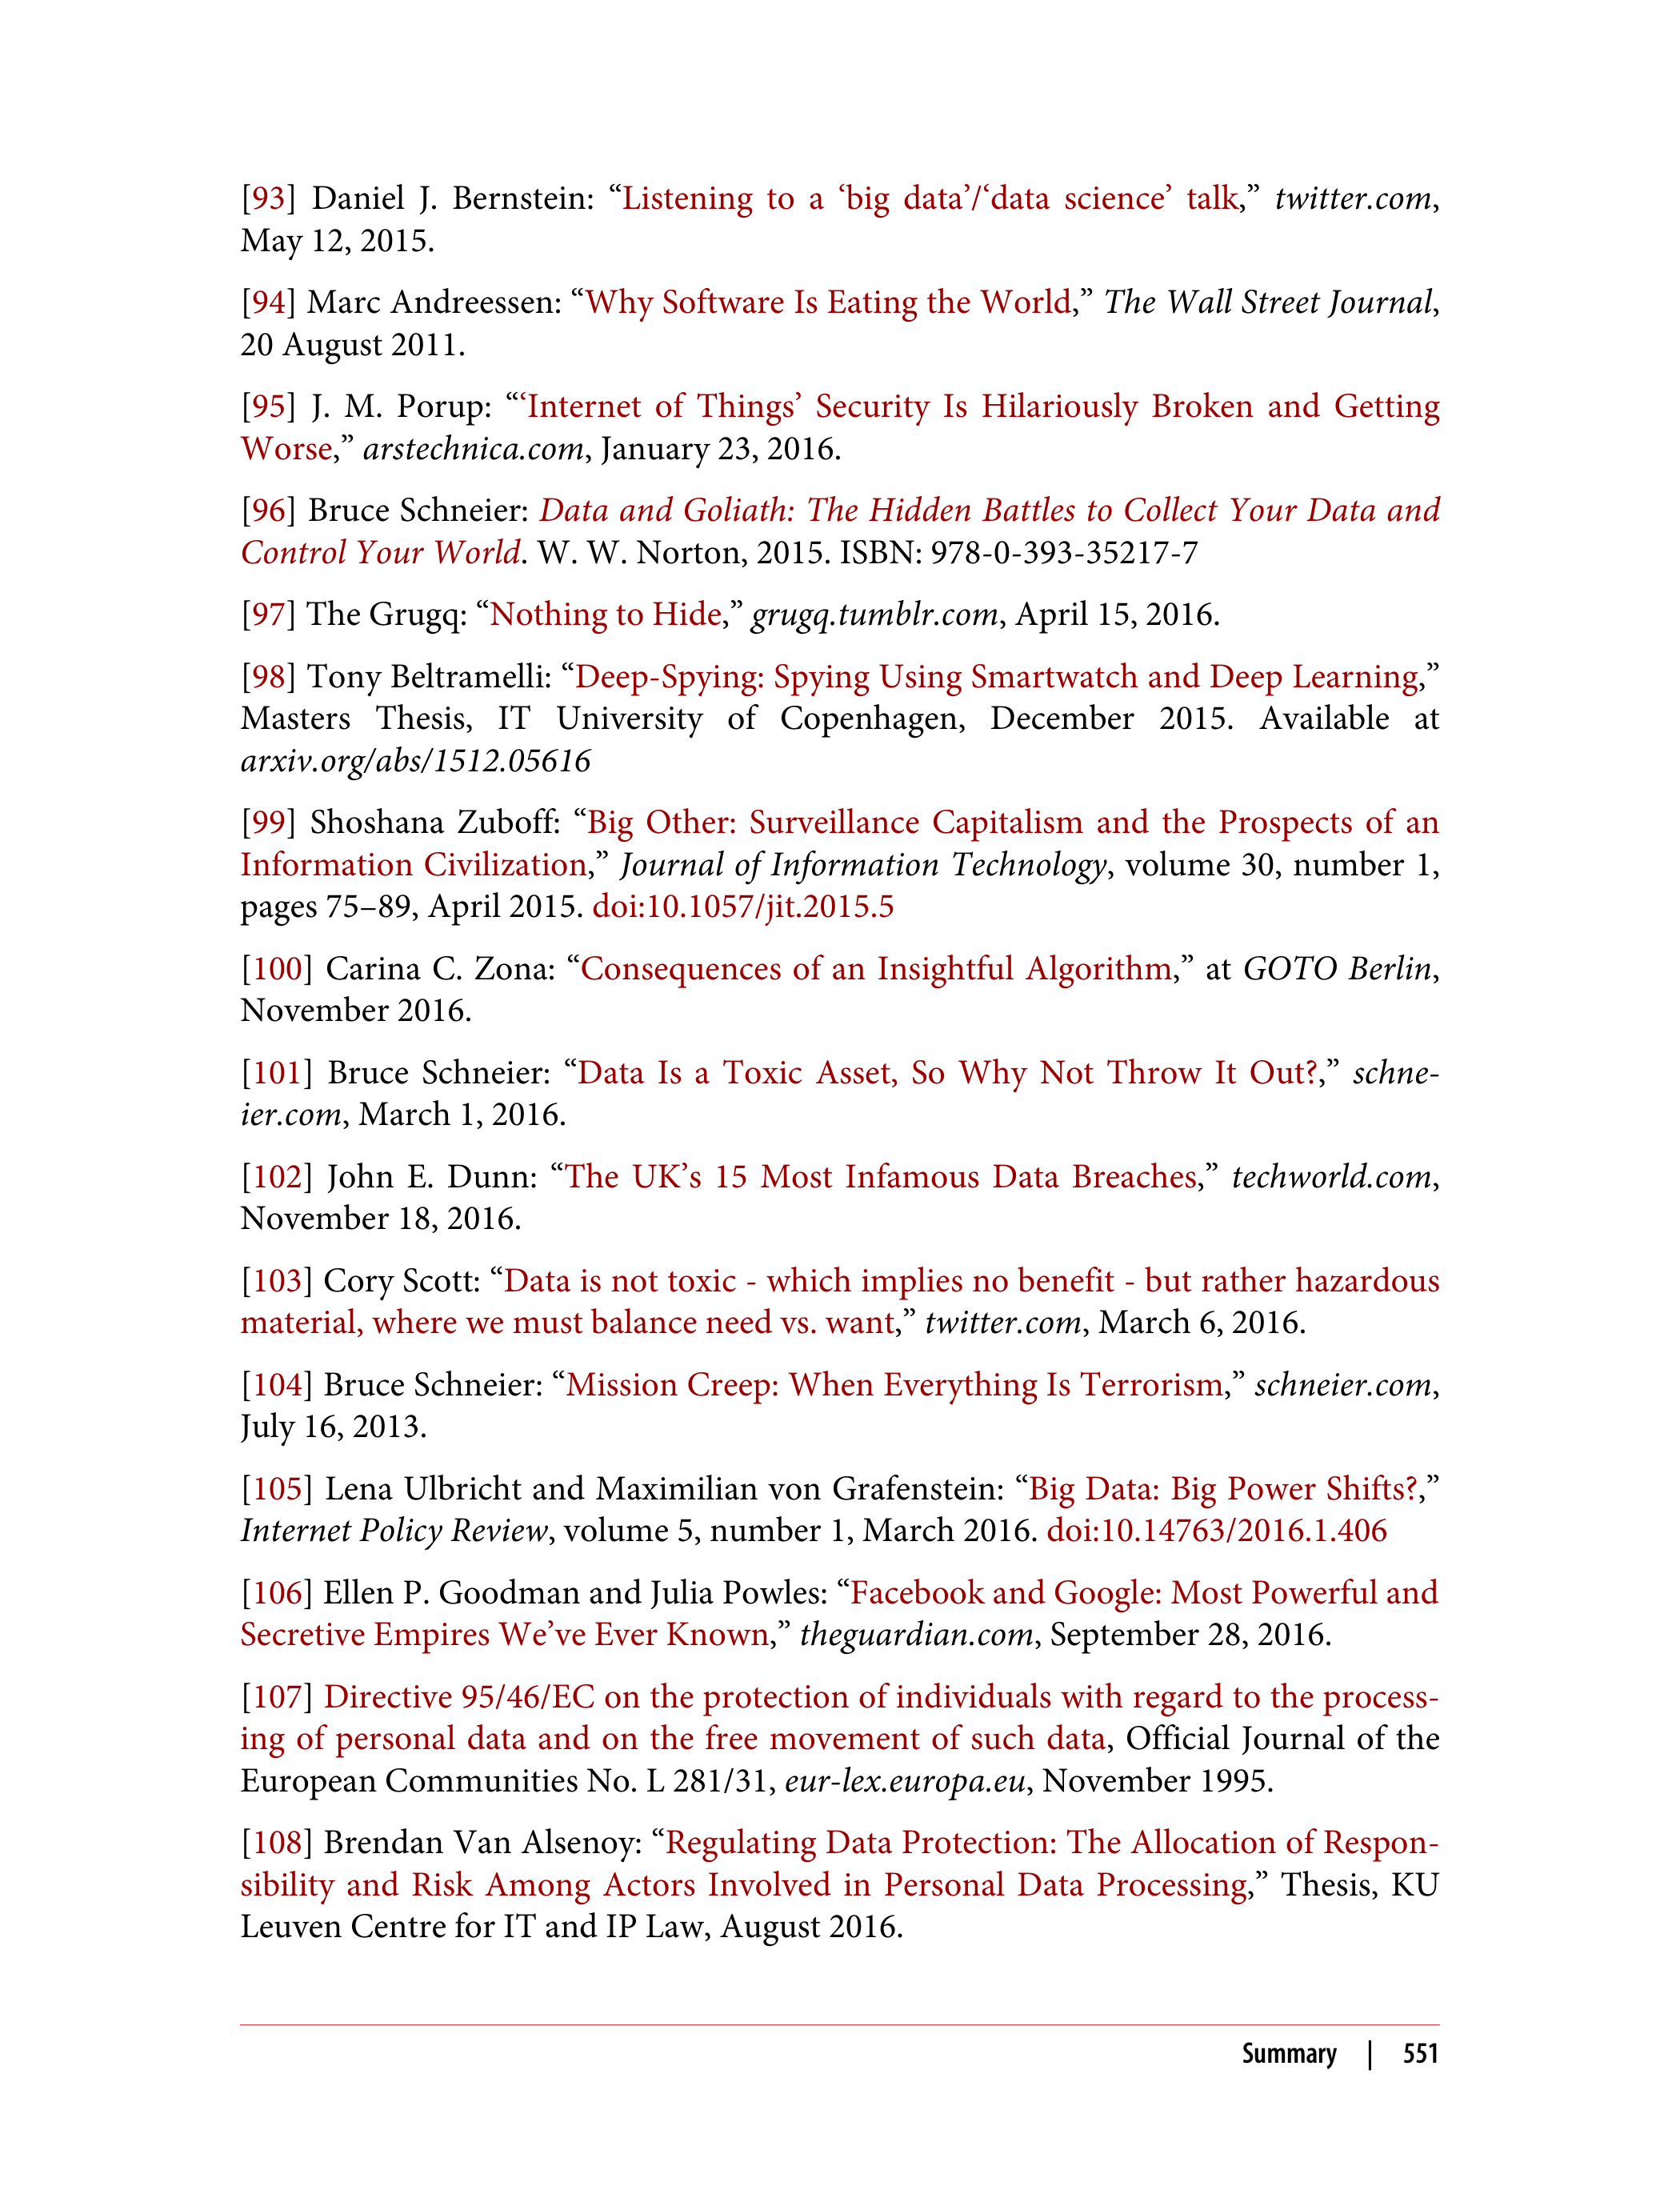 [93] Daniel J. Bernstein: “Listening to a ‘big data’/‘data science’ talk,” twitter.com,
May 12, 2015.
[94] Marc Andreessen: “Why Software Is Eating the World,” The Wall Street Journal,
20 August 2011.
[95] J. M. Porup: “‘Internet of Things’ Security Is Hilariously Broken and Getting
Worse,” arstechnica.com, January 23, 2016.
[96] Bruce Schneier: Data and Goliath: The Hidden Battles to Collect Your Data and
Control Your World. W. W. Norton, 2015. ISBN: 978-0-393-35217-7
[97] The Grugq: “Nothing to Hide,” grugq.tumblr.com, April 15, 2016.
[98] Tony Beltramelli: “Deep-Spying: Spying Using Smartwatch and Deep Learning,”
Masters Thesis, IT University of Copenhagen, December 2015. Available at
arxiv.org/abs/1512.05616
[99] Shoshana Zuboff: “Big Other: Surveillance Capitalism and the Prospects of an
Information Civilization,” Journal of Information Technology, volume 30, number 1,
pages 75–89, April 2015. doi:10.1057/jit.2015.5
[100] Carina C. Zona: “Consequences of an Insightful Algorithm,” at GOTO Berlin,
November 2016.
[101] Bruce Schneier: “Data Is a Toxic Asset, So Why Not Throw It Out?,” schne-
ier.com, March 1, 2016.
[102] John E. Dunn: “The UK’s 15 Most Infamous Data Breaches,” techworld.com,
November 18, 2016.
[103] Cory Scott: “Data is not toxic - which implies no benefit - but rather hazardous
material, where we must balance need vs. want,” twitter.com, March 6, 2016.
[104] Bruce Schneier: “Mission Creep: When Everything Is Terrorism,” schneier.com,
July 16, 2013.
[105] Lena Ulbricht and Maximilian von Grafenstein: “Big Data: Big Power Shifts?,”
Internet Policy Review, volume 5, number 1, March 2016. doi:10.14763/2016.1.406
[106] Ellen P. Goodman and Julia Powles: “Facebook and Google: Most Powerful and
Secretive Empires We’ve Ever Known,” theguardian.com, September 28, 2016.
[107] Directive 95/46/EC on the protection of individuals with regard to the process-
ing of personal data and on the free movement of such data, Official Journal of the
European Communities No. L 281/31, eur-lex.europa.eu, November 1995.
[108] Brendan Van Alsenoy: “Regulating Data Protection: The Allocation of Respon-
sibility and Risk Among Actors Involved in Personal Data Processing,” Thesis, KU
Leuven Centre for IT and IP Law, August 2016.
Summary | 551